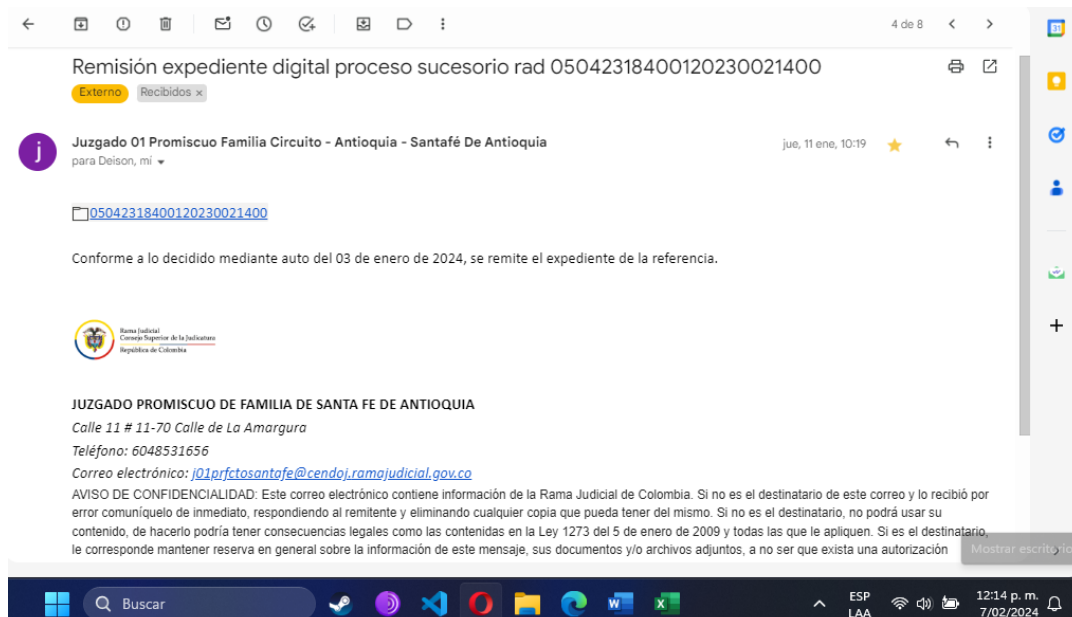 4 de 8
Remisión expediente digital proceso sucesorio rad 05042318400120230021400
Externo Recibidos x
j
Juzgado 01 Promiscuo Familia Circuito - Antioquia - Santafé De Antioquia
jue, 11 ene, 10:19
para Deison, mí
05042318400120230021400
Conforme a lo decidido mediante auto del 03 de enero de 2024, se remite el expediente de la referencia.
Rama Judicial
Consejo Superior de la Judicatura
República de Colombia
JUZGADO PROMISCUO DE FAMILIA DE SANTA FE DE ANTIOQUIA
Calle 11 # 11-70 Calle de La Amargura
Teléfono: 6048531656
Correo electrónico: j01prfctosantafe@cendoj.ramajudicial.gov.co
AVISO DE CONFIDENCIALIDAD: Este correo electrónico contiene información de la Rama Judicial de Colombia. Si no es el destinatario de este correo y lo recibió por
error comuníquelo de inmediato, respondiendo al remitente y eliminando cualquier copia que pueda tener del mismo. Si no es el destinatario, no podrá usar su
contenido, de hacerlo podría tener consecuencias legales como las contenidas en la Ley 1273 del 5 de enero de 2009 y todas las que le apliquen. Si es el destinatario,
le corresponde mantener reserva en general sobre la información de este mensaje, sus documentos y/o archivos adjuntos, a no ser que exista una autorización
Mostrar escritorio
31
Buscar
ESP
LAA
12:14 p. m.
7/02/2024